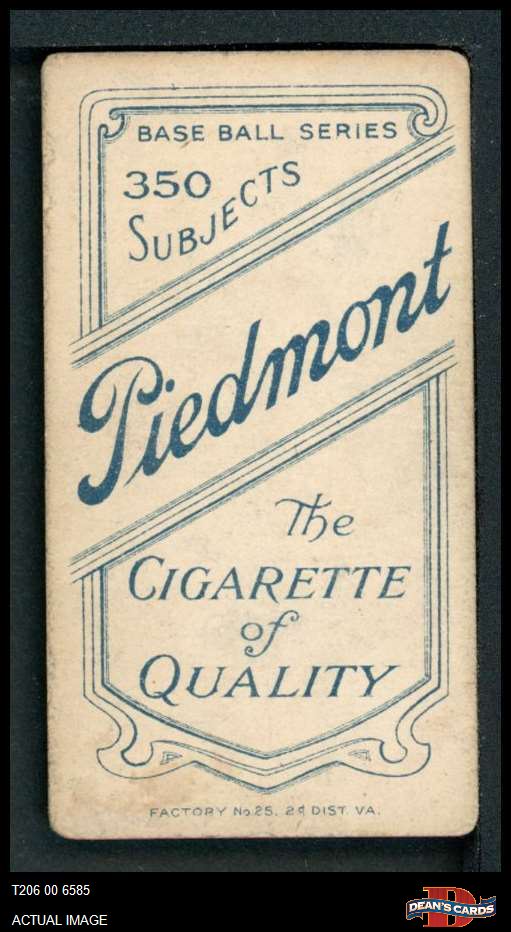 BASE BALL SERIES
350
SUBJECTS
Piedmont
The
CIGARETTE
of
QUALITY
FACTORY No 25. 2d DIST. VA.
T206 00 6585
ACTUAL IMAGE
D
DEAN'S CARDS